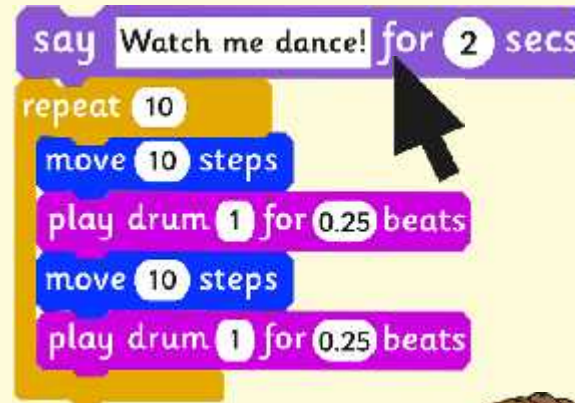 say Watch me dance! for 2 secs
repeat 10
move 10 steps
play drum 1 for 0.25 beats
move 10 steps
play drum 1 for 0.25 beats